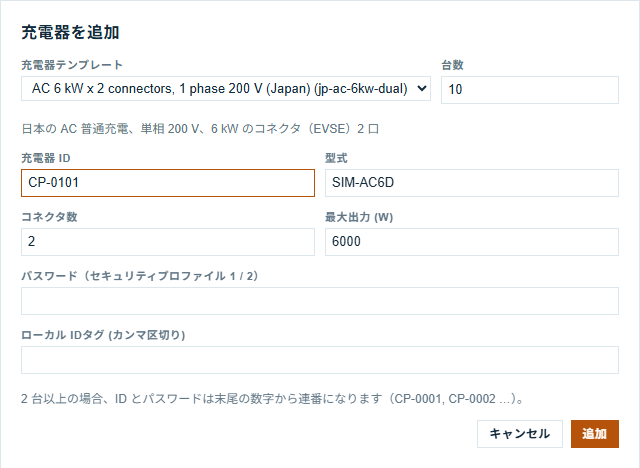 充電器を追加
充電器テンプレート
台数
AC 6 kW x 2 connectors, 1 phase 200 V (Japan) (jp-ac-6kw-dual)
10
日本の AC 普通充電、単相 200 V、6 kW のコネクタ（EVSE）2 口
充電器 ID
型式
CP-0101
SIM-AC6D
コネクタ数
最大出力 (W)
2
6000
パスワード（セキュリティプロファイル 1 / 2）
ローカル IDタグ (カンマ区切り)
2 台以上の場合、ID とパスワードは末尾の数字から連番になります（CP-0001, CP-0002 …）。
キャンセル
追加